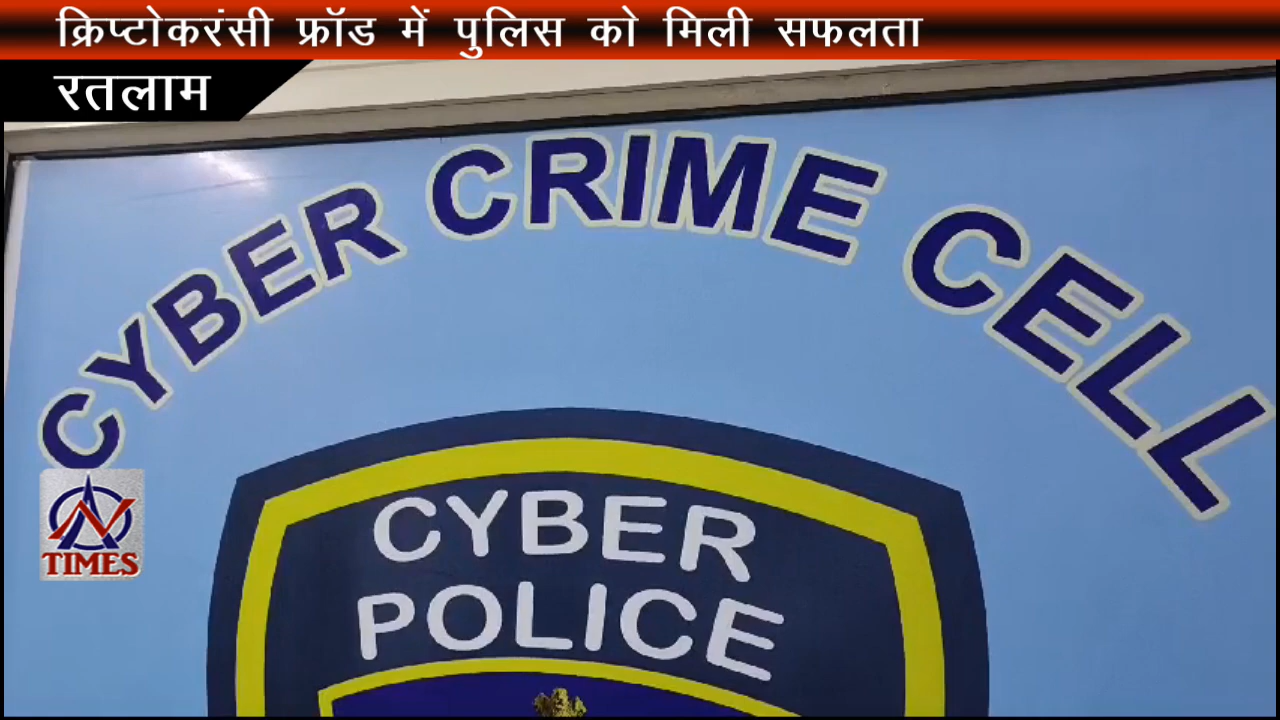 क्रिप्टोकरंसी फ्रॉड में पुलिस को मिली सफलता
रतलाम
CYBER CRIME CELL
CYBER
POLICE
TIMES